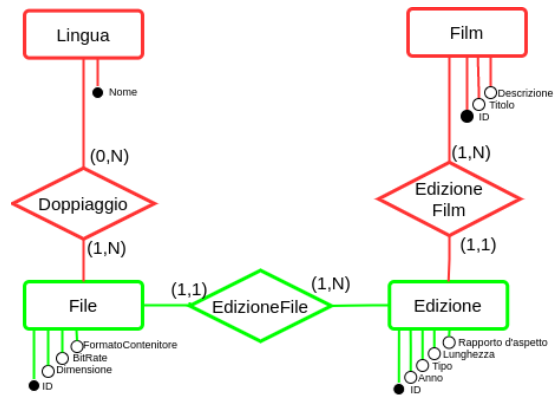 Lingua
Film
Nome
Descrizione
Titolo
ID
(0,N)
(1,N)
Doppiaggio
Edizione
Film
(1,N)
(1,1)
(1,1)
(1,N)
File
EdizioneFile
Edizione
FormatoContenitore
BitRate
Dimensione
ID
Rapporto d'aspetto
Lunghezza
Tipo
Anno
ID